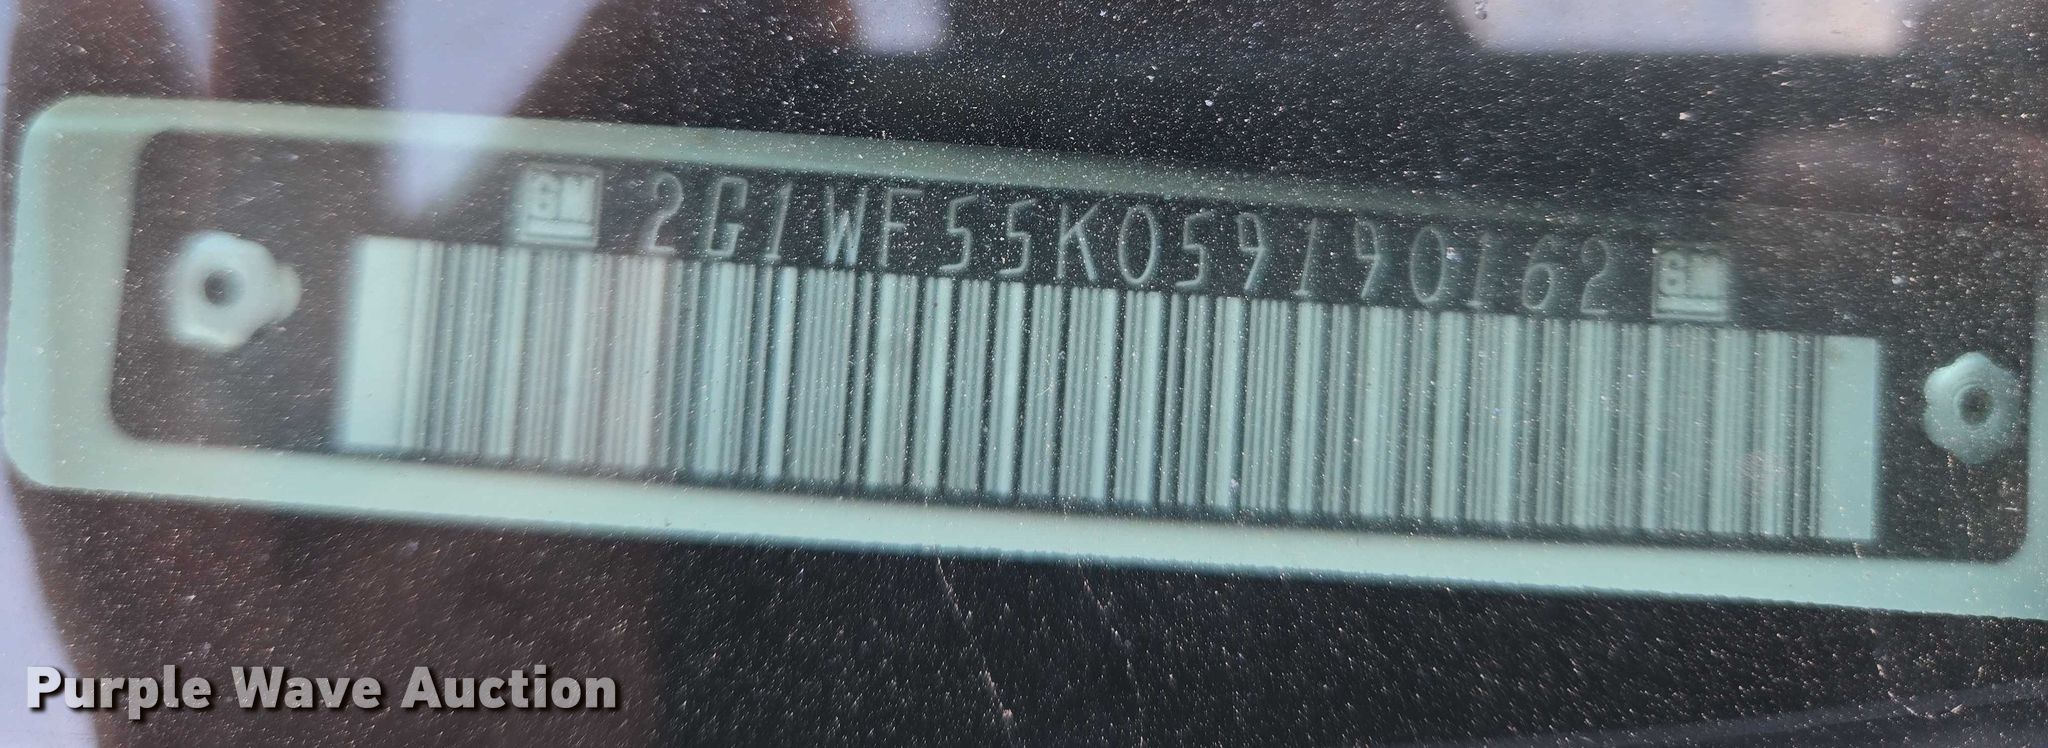 GM 2G1WF55K059190162 GM
Purple Wave Auction